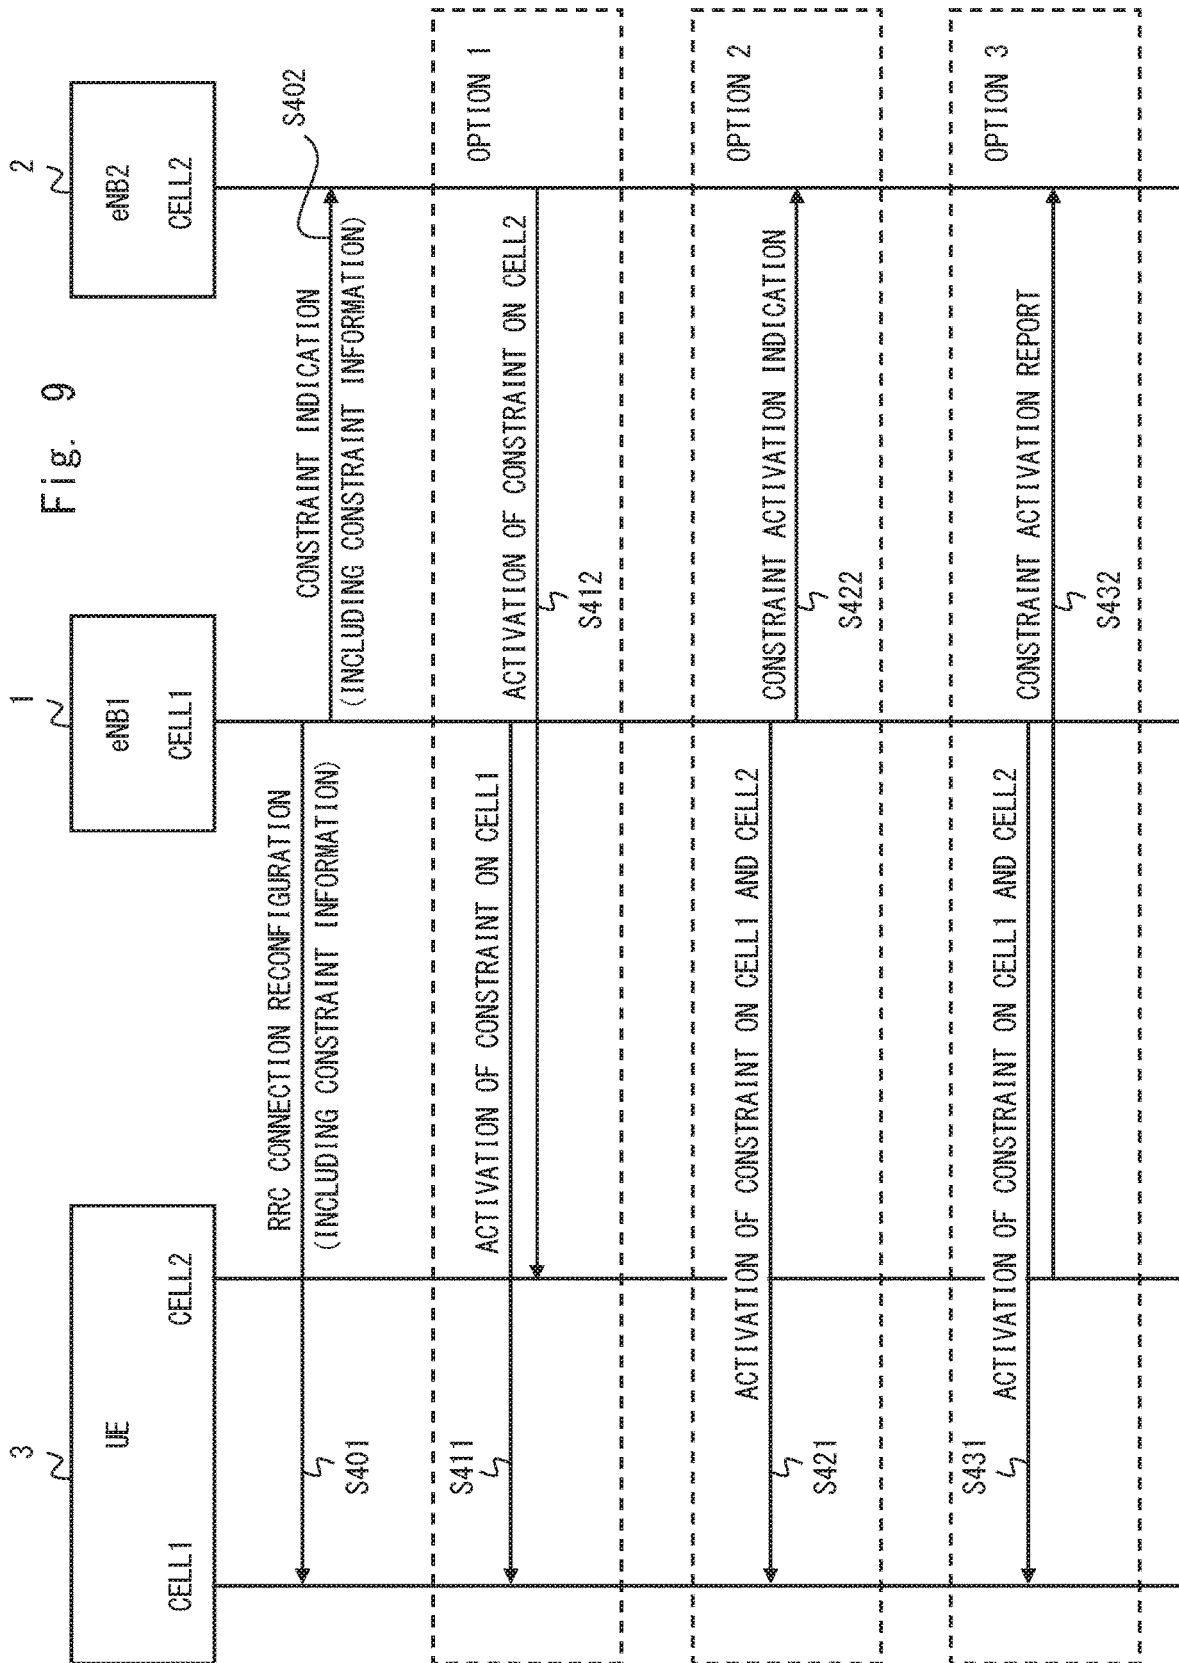 Fig. 9
3
UE
CELL1
CELL2
1
eNB1
CELL1
2
eNB2
CELL2
RRC CONNECTION RECONFIGURATION
(INCLUDING CONSTRAINT INFORMATION)
S401
CONSTRAINT INDICATION
(INCLUDING CONSTRAINT INFORMATION)
S402
OPTION 1
ACTIVATION OF CONSTRAINT ON CELL1
S411
ACTIVATION OF CONSTRAINT ON CELL2
S412
OPTION 2
ACTIVATION OF CONSTRAINT ON CELL1 AND CELL2
S421
CONSTRAINT ACTIVATION INDICATION
S422
OPTION 3
ACTIVATION OF CONSTRAINT ON CELL1 AND CELL2
S431
CONSTRAINT ACTIVATION REPORT
S432